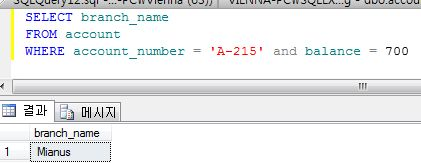 SELECT branch_name
FROM account
WHERE account_number = 'A-215' and balance = 700
결과 메시지
branch_name
1 Mianus